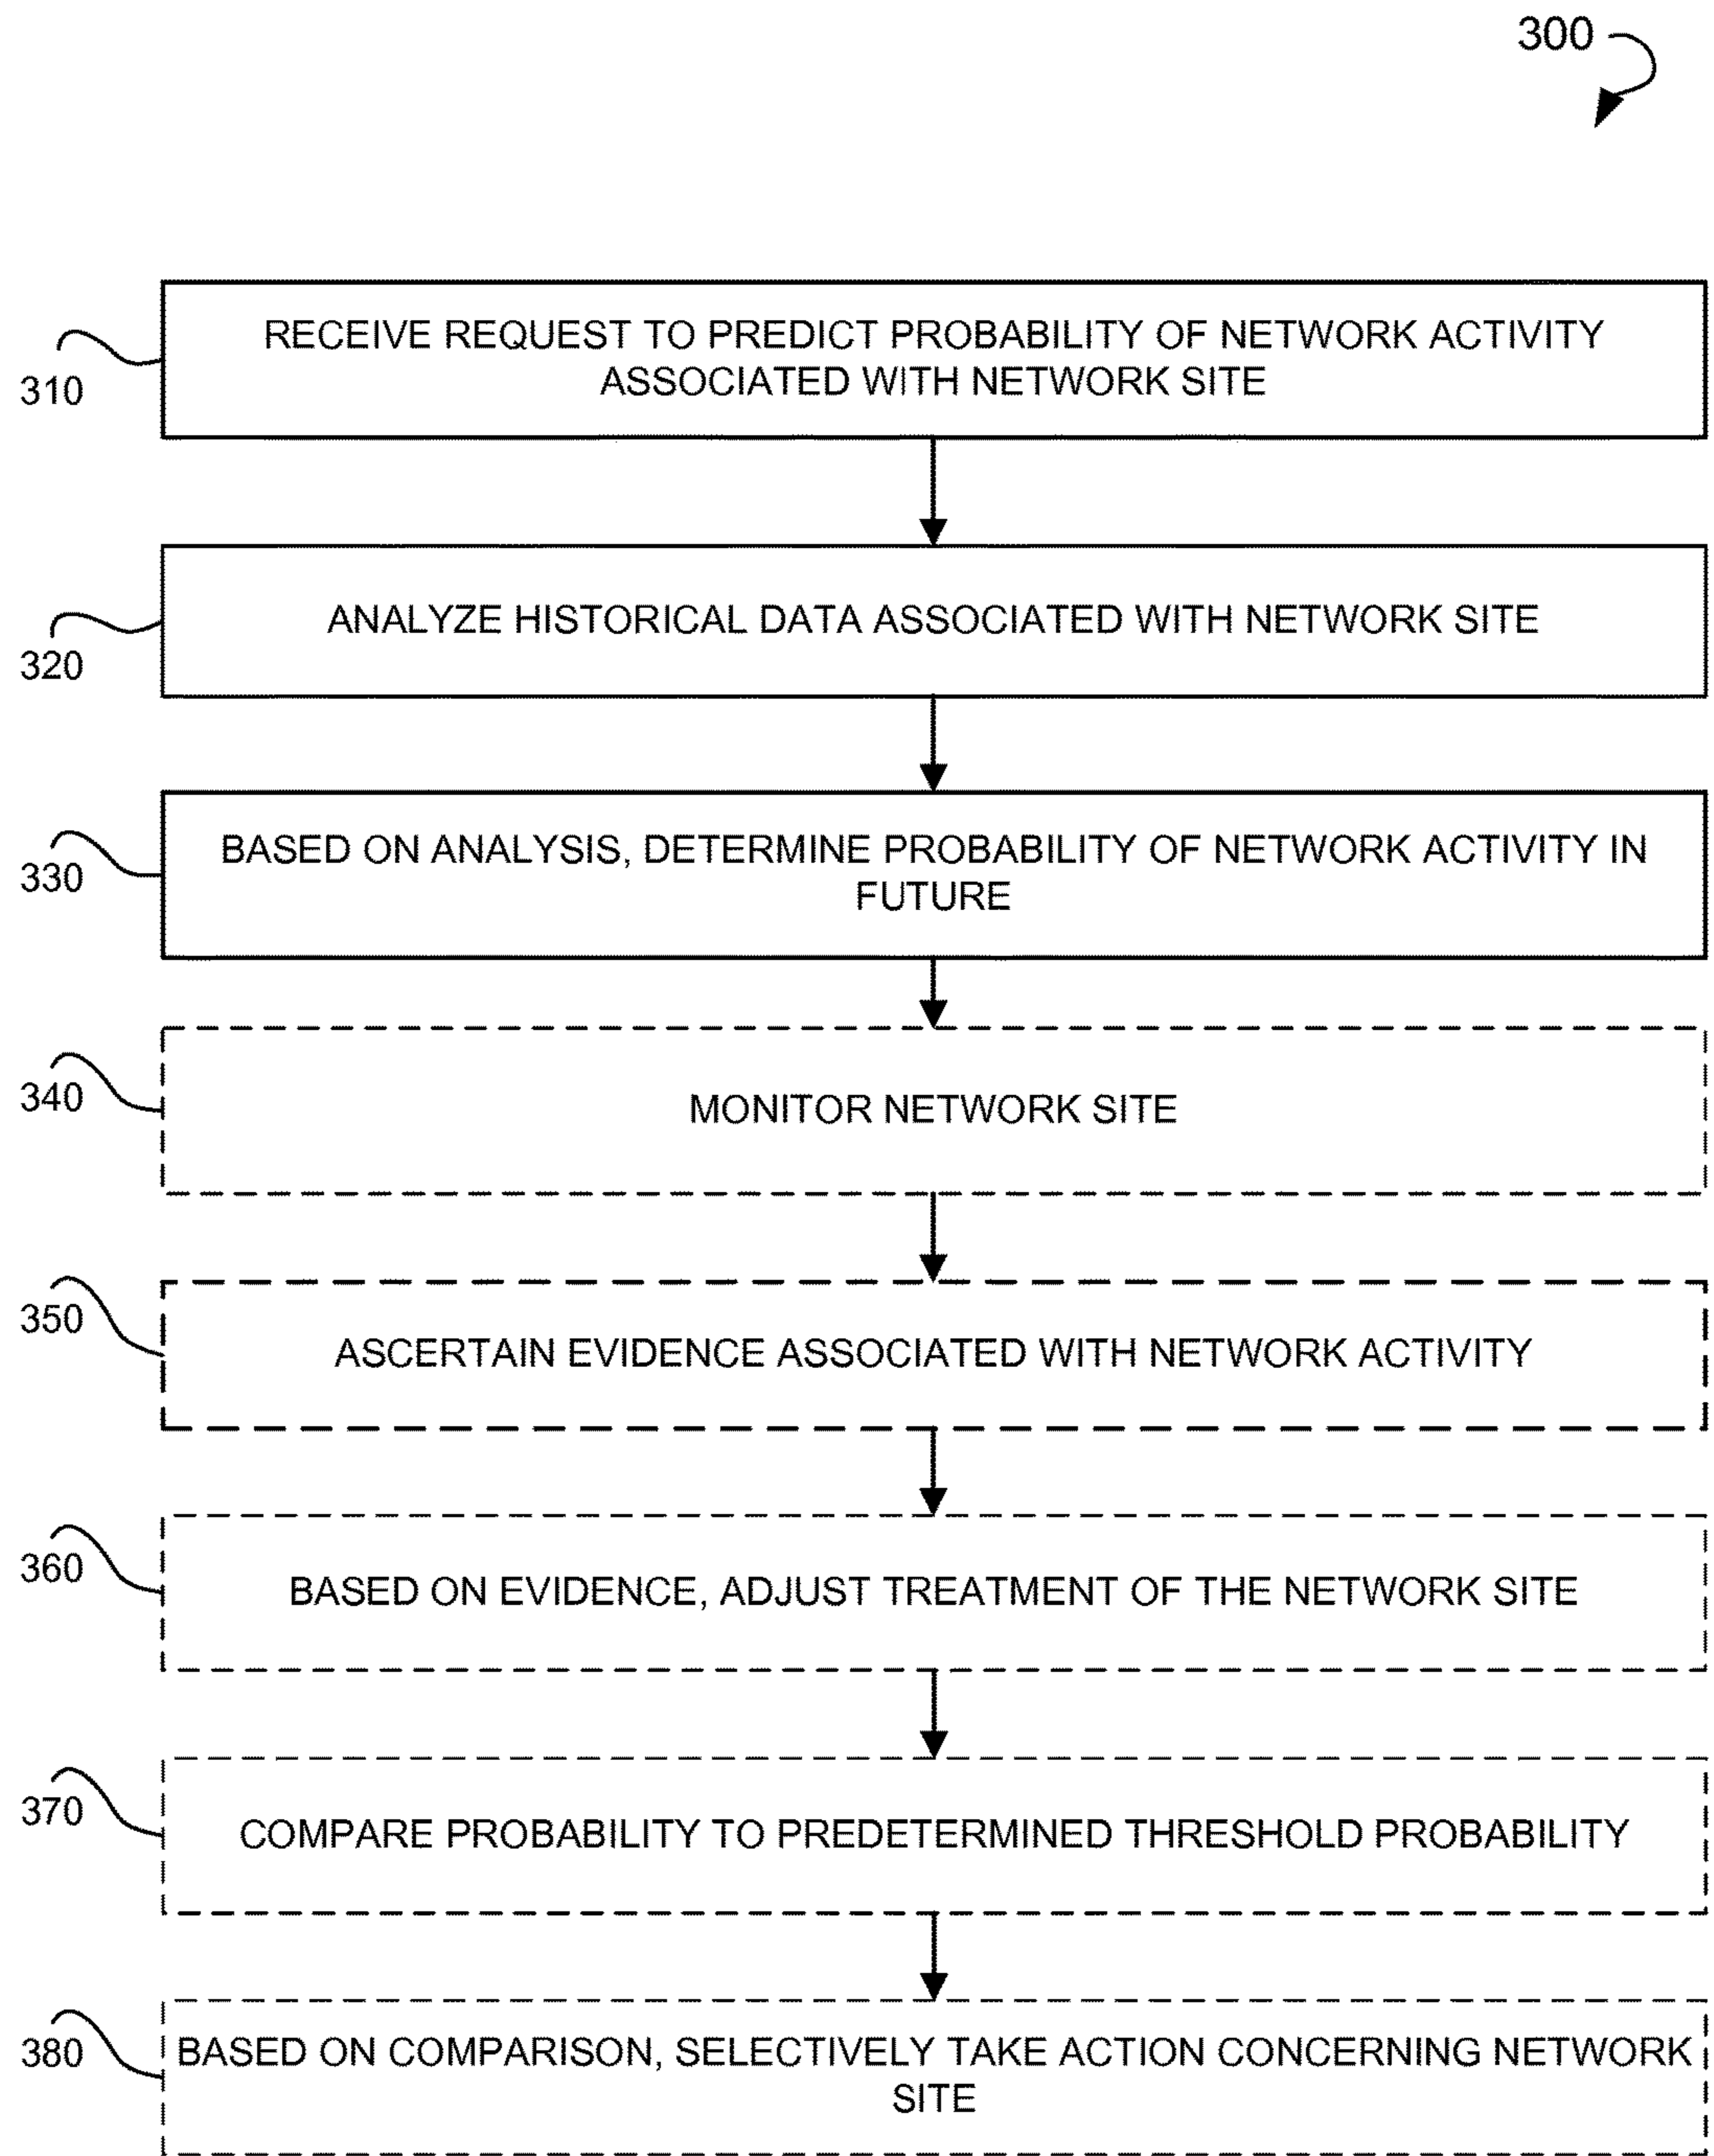 300
310
RECEIVE REQUEST TO PREDICT PROBABILITY OF NETWORK ACTIVITY
ASSOCIATED WITH NETWORK SITE
320
ANALYZE HISTORICAL DATA ASSOCIATED WITH NETWORK SITE
330
BASED ON ANALYSIS, DETERMINE PROBABILITY OF NETWORK ACTIVITY IN
FUTURE
340
MONITOR NETWORK SITE
350
ASCERTAIN EVIDENCE ASSOCIATED WITH NETWORK ACTIVITY
360
BASED ON EVIDENCE, ADJUST TREATMENT OF THE NETWORK SITE
370
COMPARE PROBABILITY TO PREDETERMINED THRESHOLD PROBABILITY
380
BASED ON COMPARISON, SELECTIVELY TAKE ACTION CONCERNING NETWORK
SITE